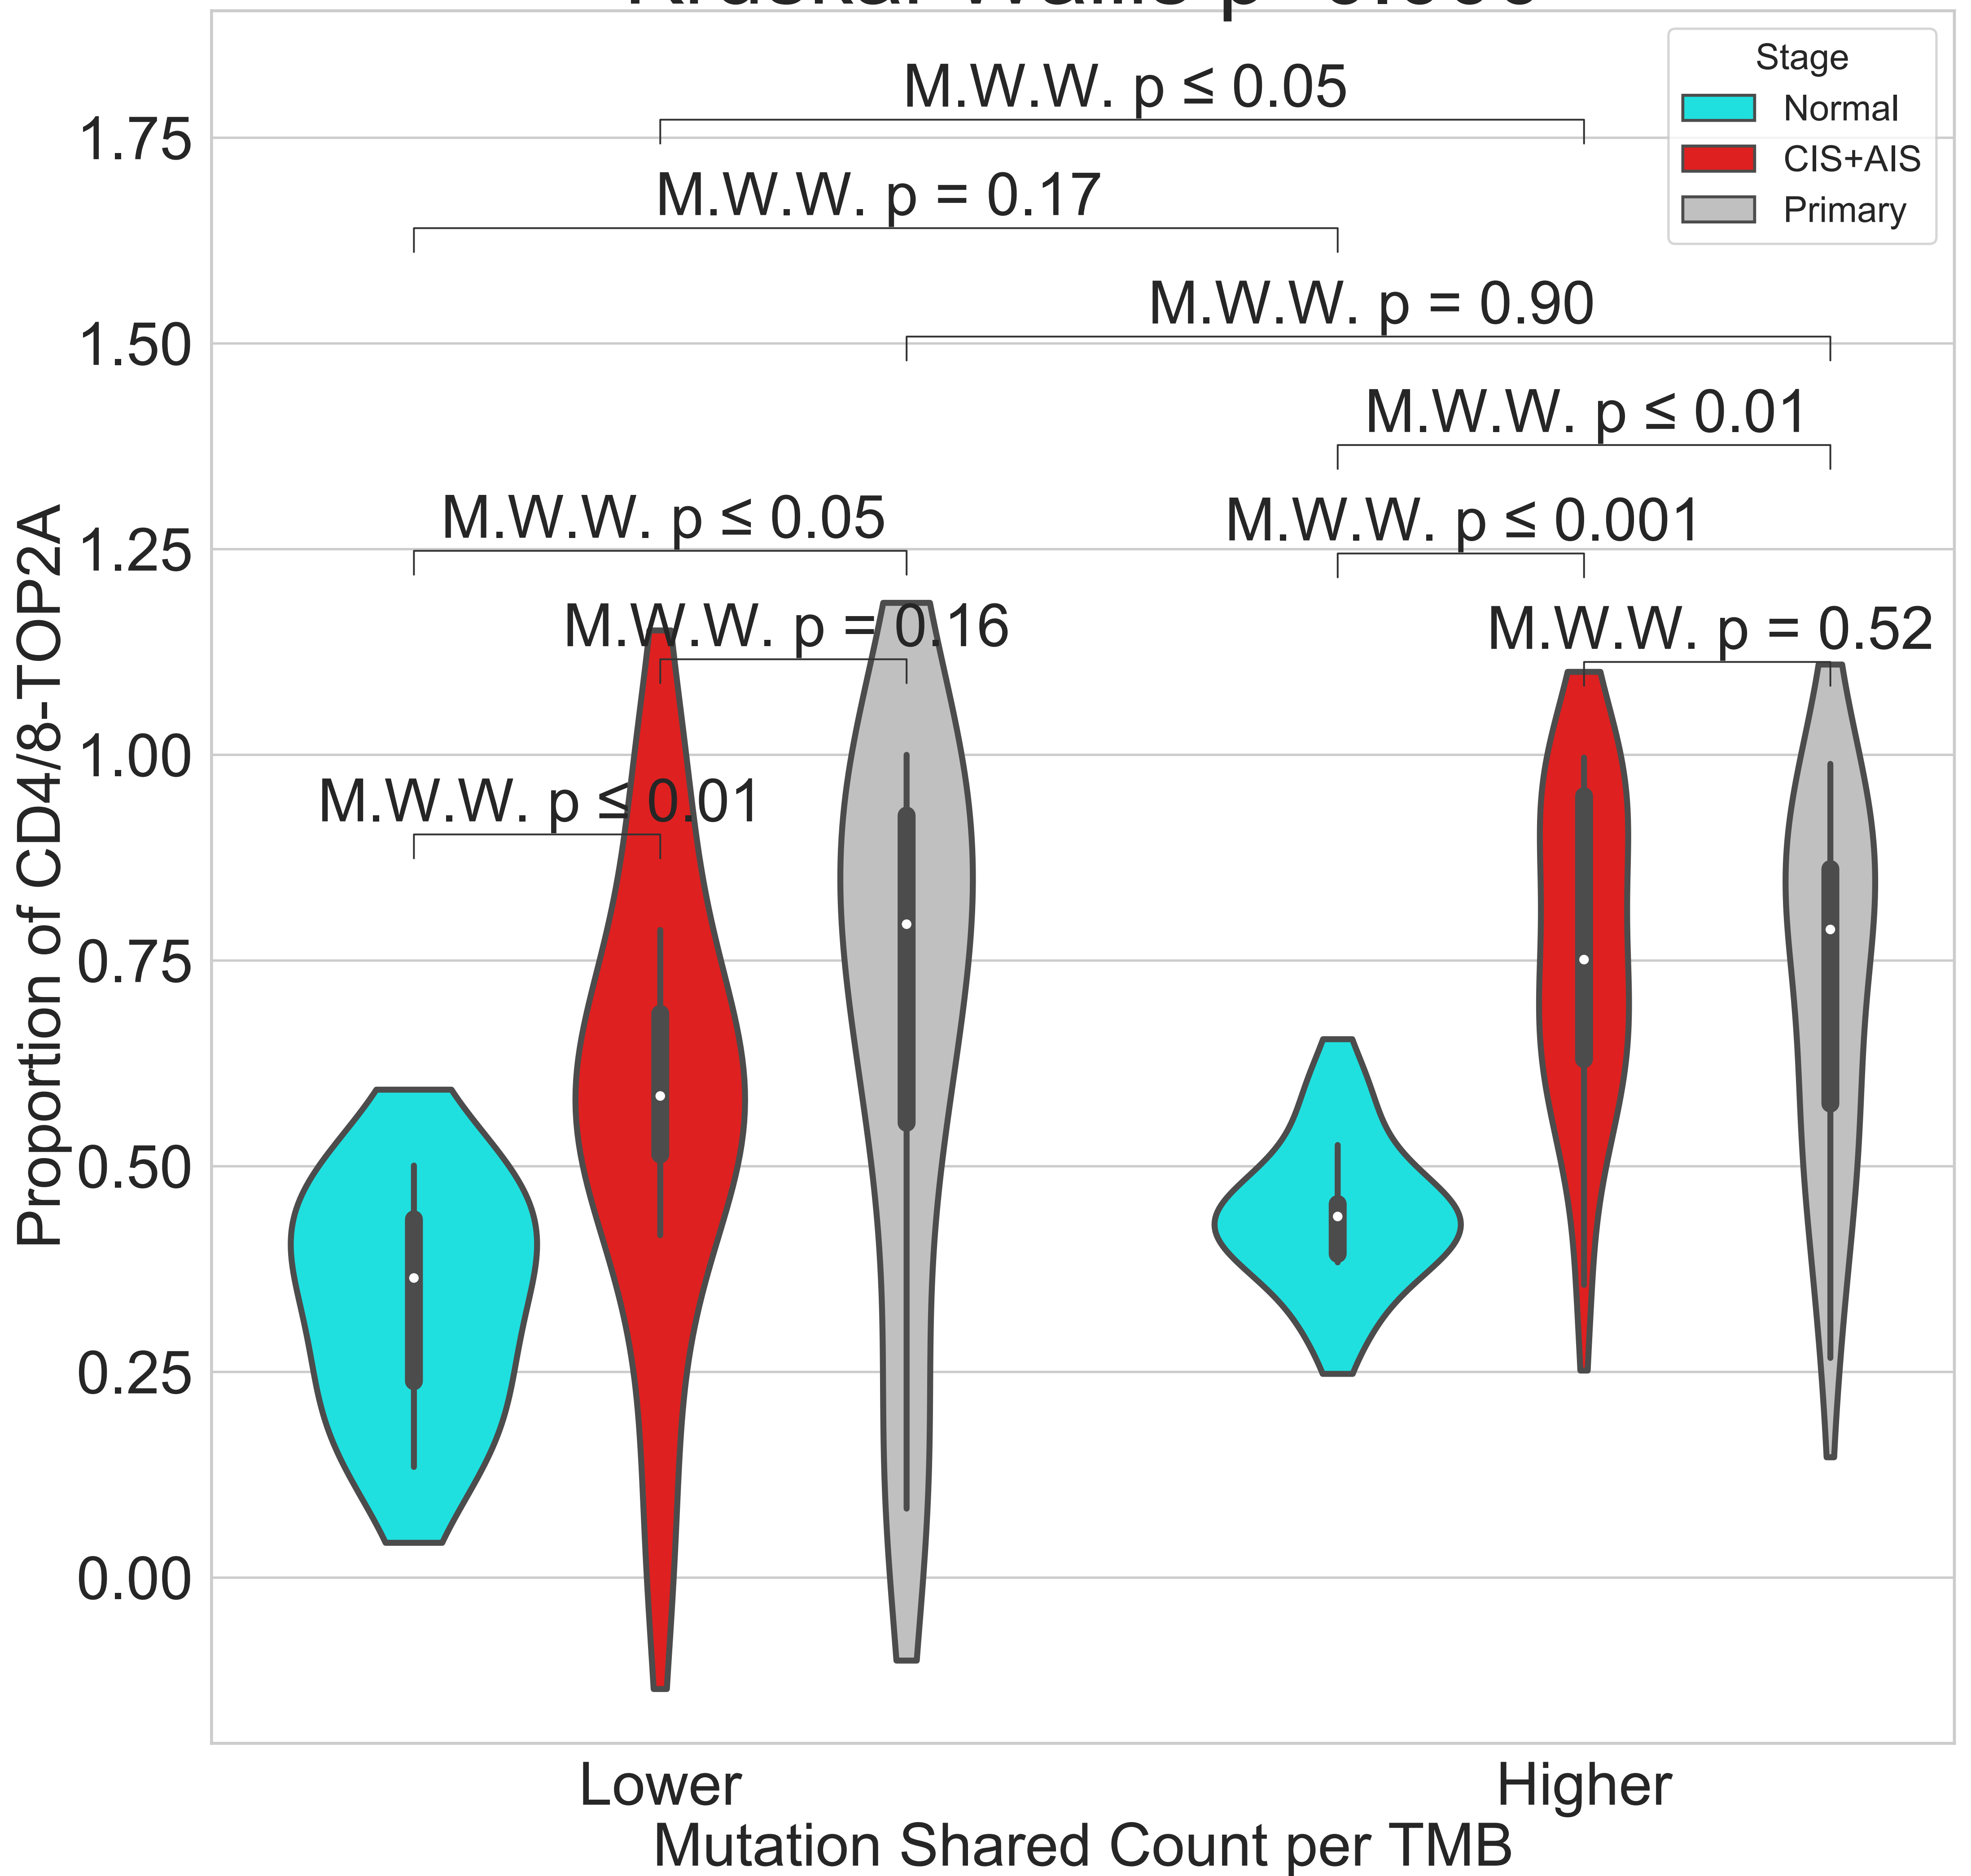 Stage
Normal
CIS+AIS
Primary
M.W.W. p ≤ 0.05
M.W.W. p = 0.17
M.W.W. p = 0.90
M.W.W. p ≤ 0.01
M.W.W. p ≤ 0.05
M.W.W. p ≤ 0.001
M.W.W. p = 0.16
M.W.W. p = 0.52
M.W.W. p ≤ 0.01
1.75
1.50
1.25
1.00
0.75
0.50
0.25
0.00
Proportion of CD4/8-TOP2A
Lower
Higher
Mutation Shared Count per TMB